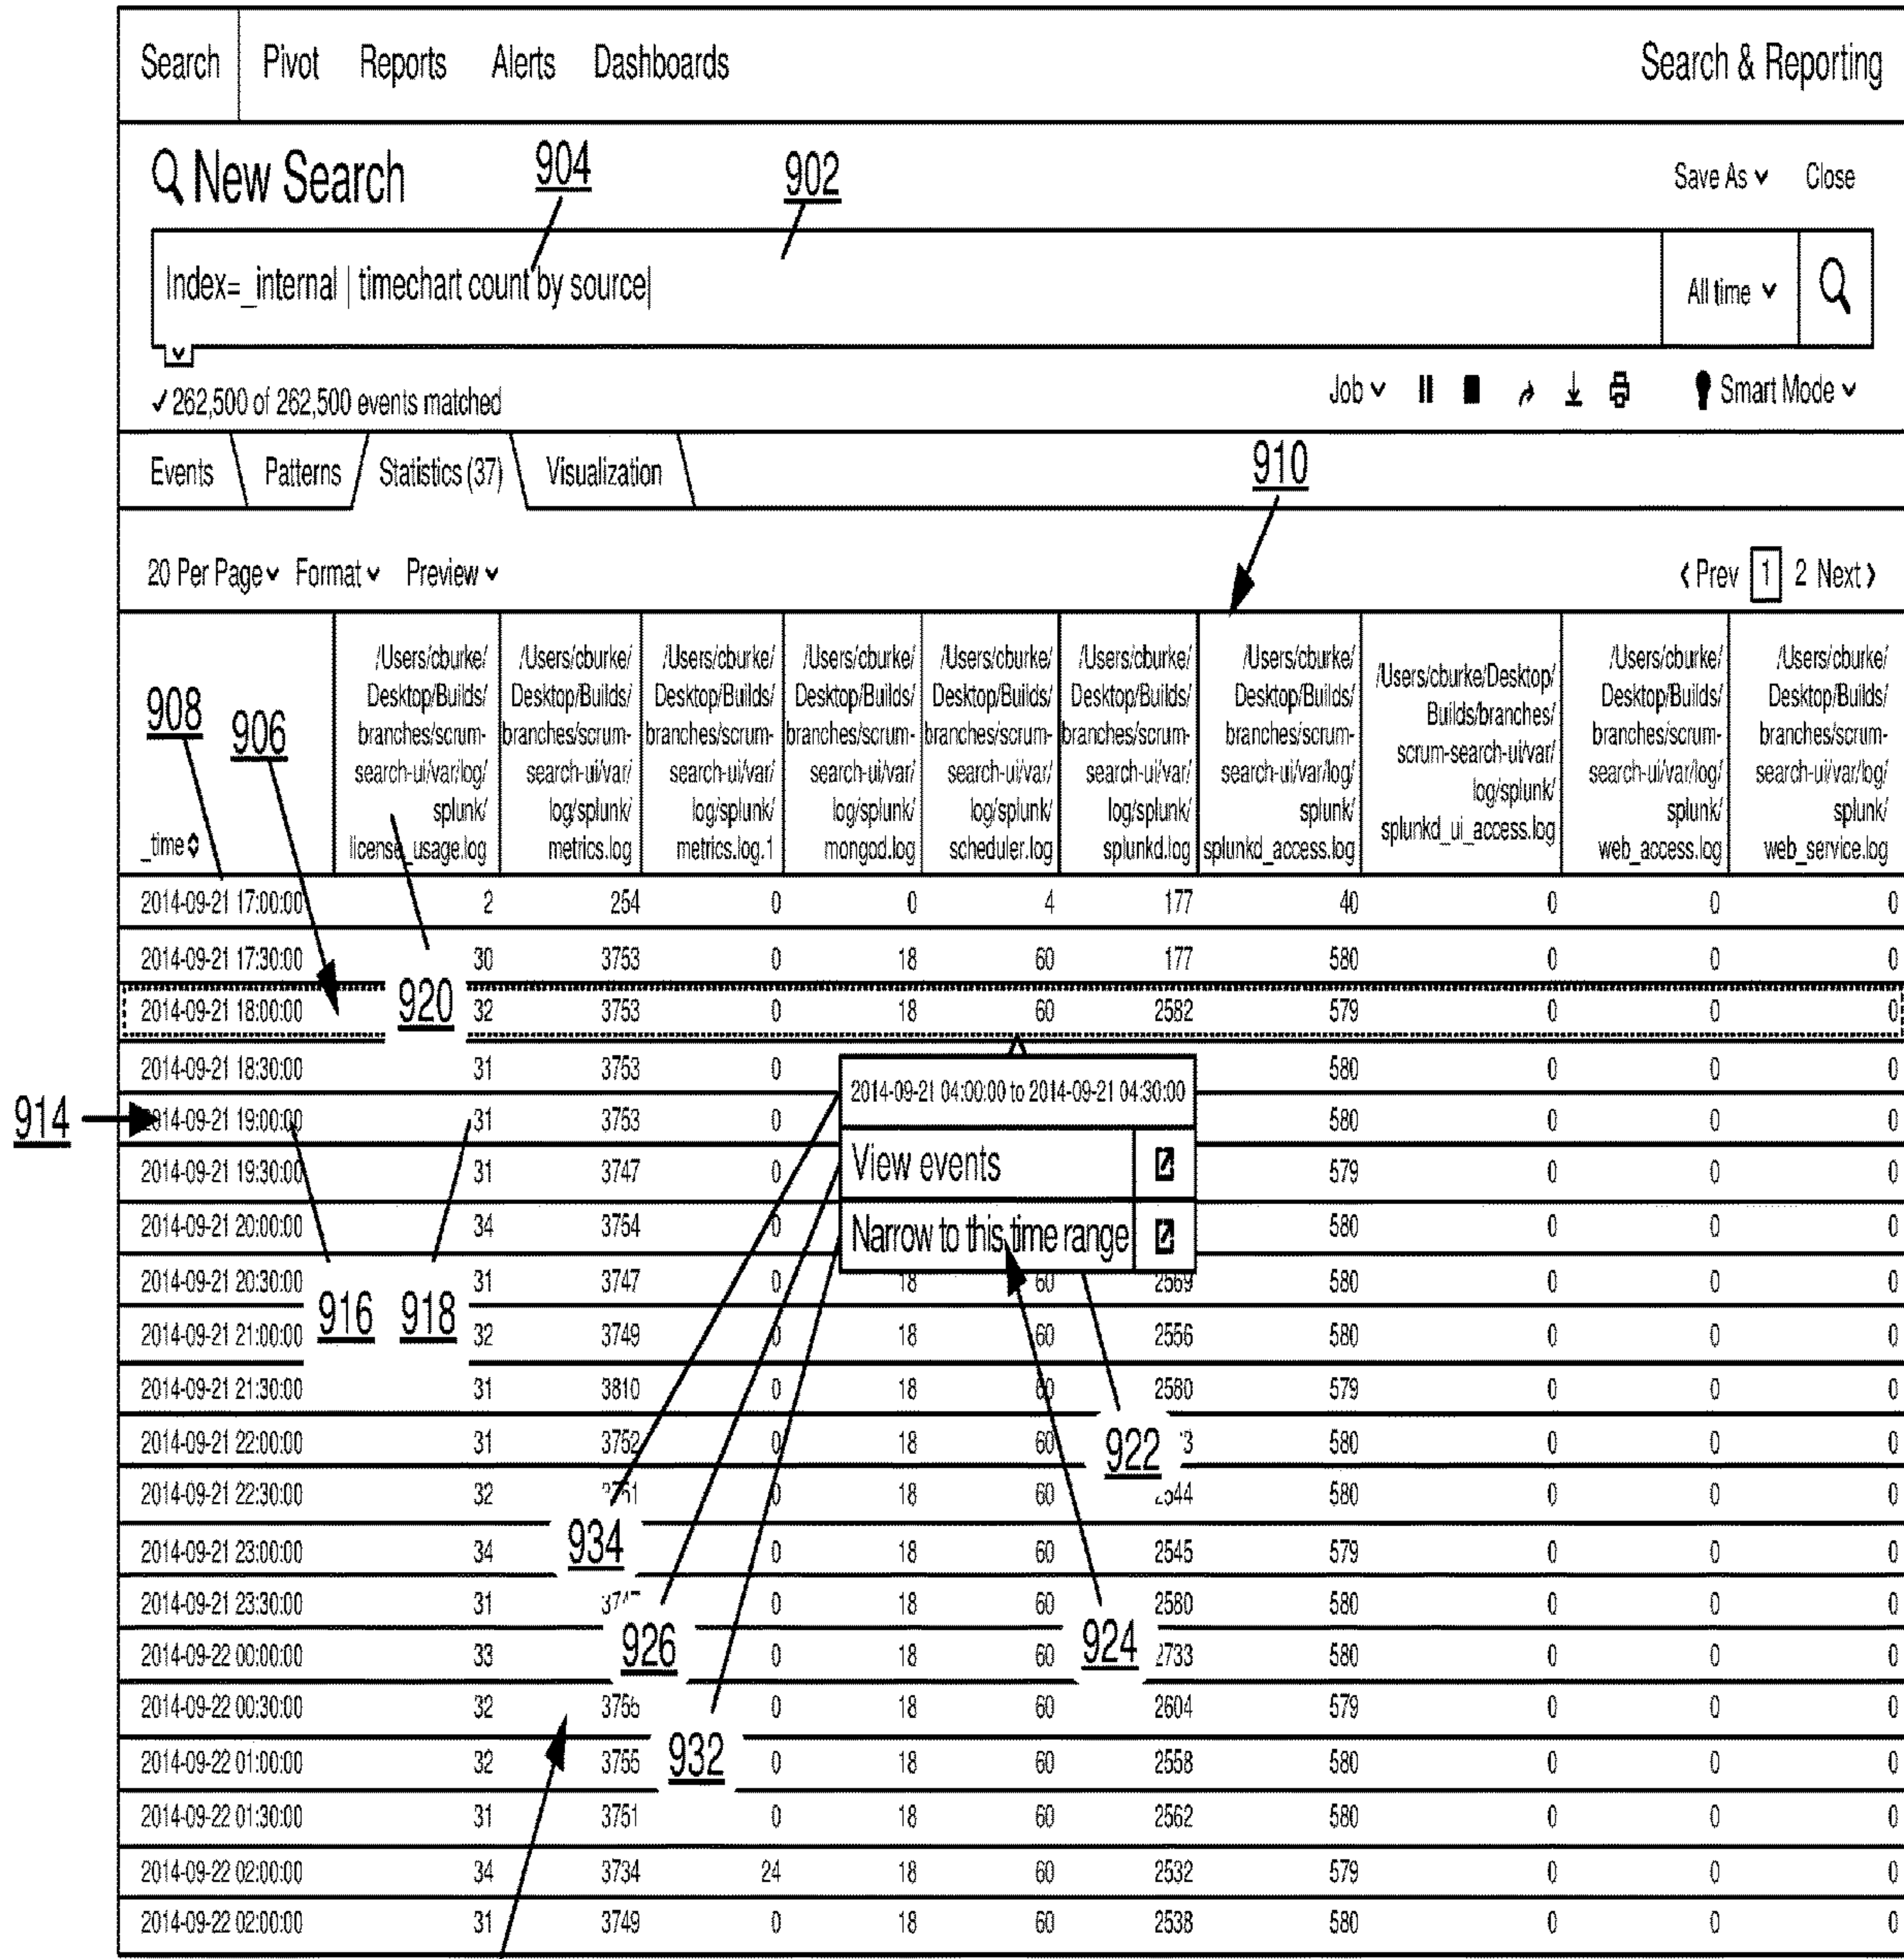 Search Pivot Reports Alerts Dashboards Search & Reporting
New Search 904 902 Save As Close
Index=_internal | timechart count by source| All time
262,500 of 262,500 events matched Job Smart Mode
Events Patterns Statistics (37) Visualization 910
20 Per Page Format Preview < Prev 1 2 Next >
908 906
_time
/Users/cburke/
Desktop/Builds/
branches/scrum-
search-ui/var/log/
splunk/
license_usage.log
/Users/cburke/
Desktop/Builds/
branches/scrum-
search-ui/var/
log/splunk/
metrics.log
/Users/cburke/
Desktop/Builds/
branches/scrum-
search-ui/var/
log/splunk/
metrics.log.1
/Users/cburke/
Desktop/Builds/
branches/scrum-
search-ui/var/
log/splunk/
mongod.log
/Users/cburke/
Desktop/Builds/
branches/scrum-
search-ui/var/
log/splunk/
scheduler.log
/Users/cburke/
Desktop/Builds/
branches/scrum-
search-ui/var/
log/splunk/
splunkd.log
/Users/cburke/
Desktop/Builds/
branches/scrum-
search-ui/var/log/
splunk/
splunkd_access.log
/Users/cburke/Desktop/
Builds/branches/
scrum-search-ui/var/
log/splunk/
splunkd_ui_access.log
/Users/cburke/
Desktop/Builds/
branches/scrum-
search-ui/var/log/
splunk/
web_access.log
/Users/cburke/
Desktop/Builds/
branches/scrum-
search-ui/var/log/
splunk/
web_service.log
2014-09-21 17:00:00 2 254 0 0 4 177 40 0 0 0
2014-09-21 17:30:00 30 3753 0 18 60 177 580 0 0 0
2014-09-21 18:00:00 920 32 3753 0 18 60 2582 579 0 0 0
2014-09-21 18:30:00 31 3753 0 580 0 0 0
2014-09-21 04:00:00 to 2014-09-21 04:30:00
914 2014-09-21 19:00:00 31 3753 0 580 0 0 0
2014-09-21 19:30:00 31 3747 0 View events 579 0 0 0
2014-09-21 20:00:00 34 3754 0 Narrow to this time range 580 0 0 0
2014-09-21 20:30:00 31 3747 0 18 60 2569 580 0 0 0
916 918
2014-09-21 21:00:00 32 3749 0 18 60 2556 580 0 0 0
2014-09-21 21:30:00 31 3810 0 18 60 2560 579 0 0 0
2014-09-21 22:00:00 31 3752 0 18 60 922 580 0 0 0
2014-09-21 22:30:00 32 18 60 580 0 0 0
2014-09-21 23:00:00 34 934 0 18 60 2545 579 0 0 0
2014-09-21 23:30:00 31 0 18 60 2580 580 0 0 0
2014-09-22 00:00:00 33 926 0 18 60 924 2733 580 0 0 0
2014-09-22 00:30:00 32 3755 0 18 60 2604 579 0 0 0
2014-09-22 01:00:00 32 3755 932 0 18 60 2558 580 0 0 0
2014-09-22 01:30:00 31 3751 0 18 60 2562 580 0 0 0
2014-09-22 02:00:00 34 3734 24 18 60 2532 579 0 0 0
2014-09-22 02:00:00 31 3749 0 18 60 2538 580 0 0 0